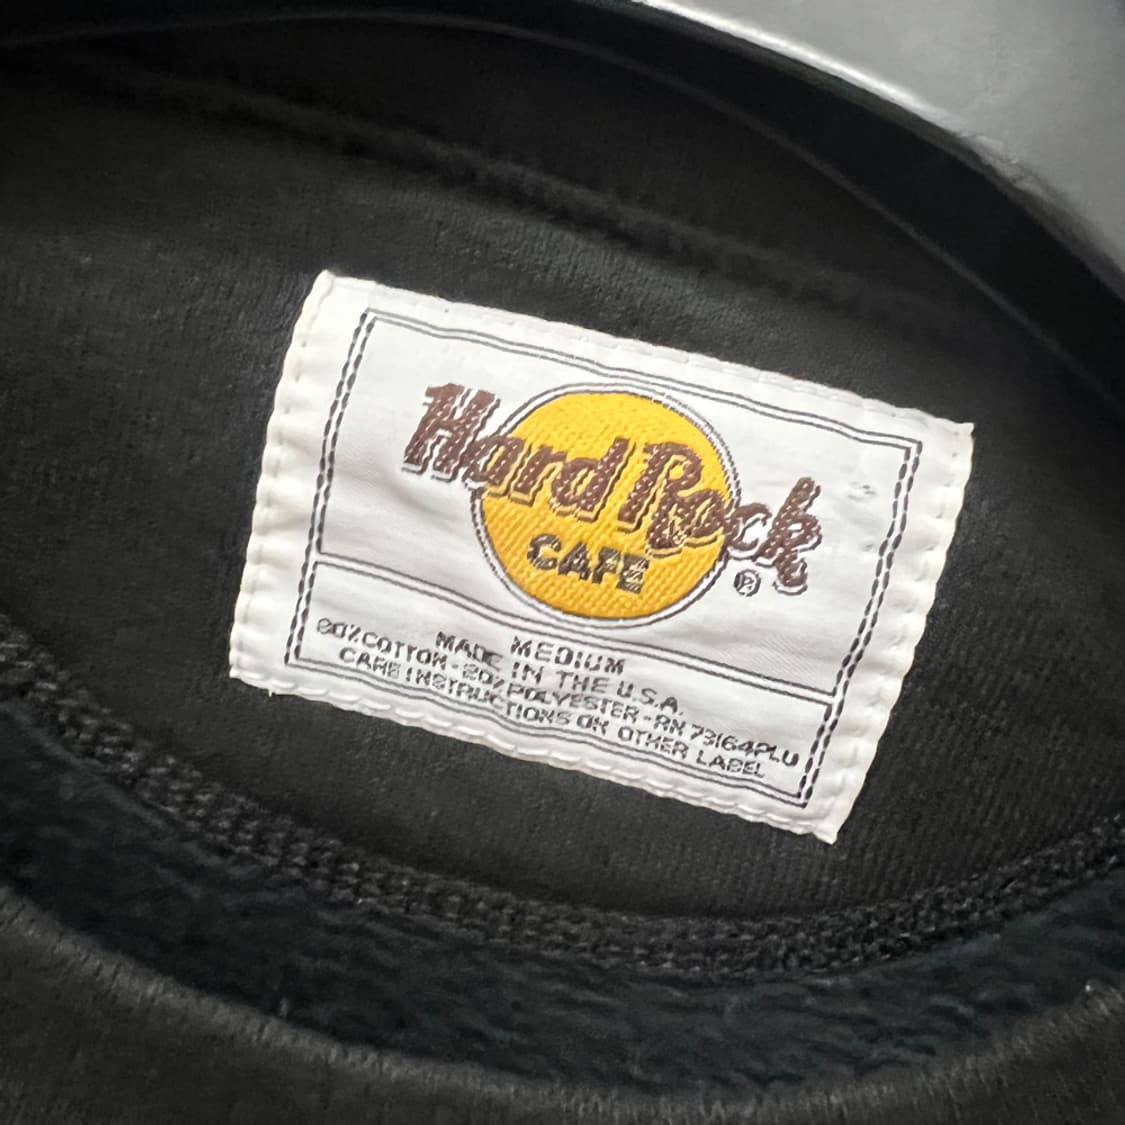 Hard Rock
CAFE
®
MEDIUM
MADE IN THE U.S.A.
80% COTTON - 20% POLYESTER - RN 73164PLU
CARE INSTRUCTIONS ON OTHER LABEL